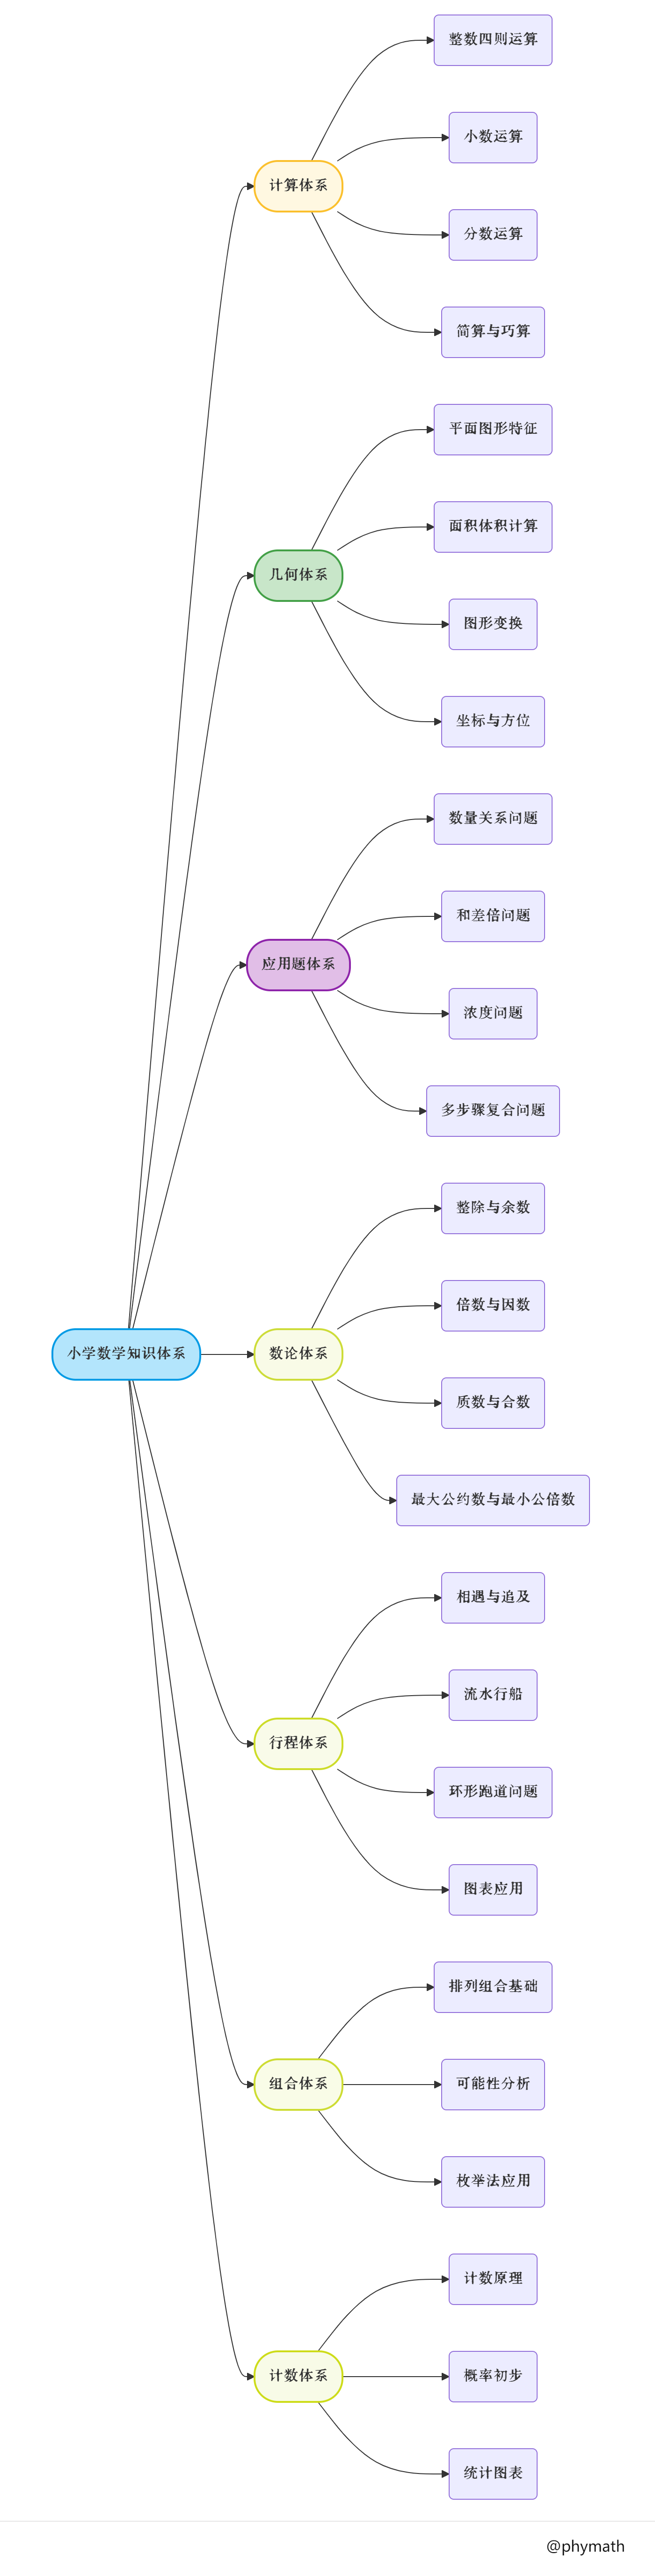 小学数学知识体系
计算体系
整数四则运算
小数运算
分数运算
简算与巧算
几何体系
平面图形特征
面积体积计算
图形变换
坐标与方位
应用题体系
数量关系问题
和差倍问题
浓度问题
多步骤复合问题
数论体系
整除与余数
倍数与因数
质数与合数
最大公约数与最小公倍数
行程体系
相遇与追及
流水行船
环形跑道问题
图表应用
组合体系
排列组合基础
可能性分析
枚举法应用
计数体系
计数原理
概率初步
统计图表
@phymath